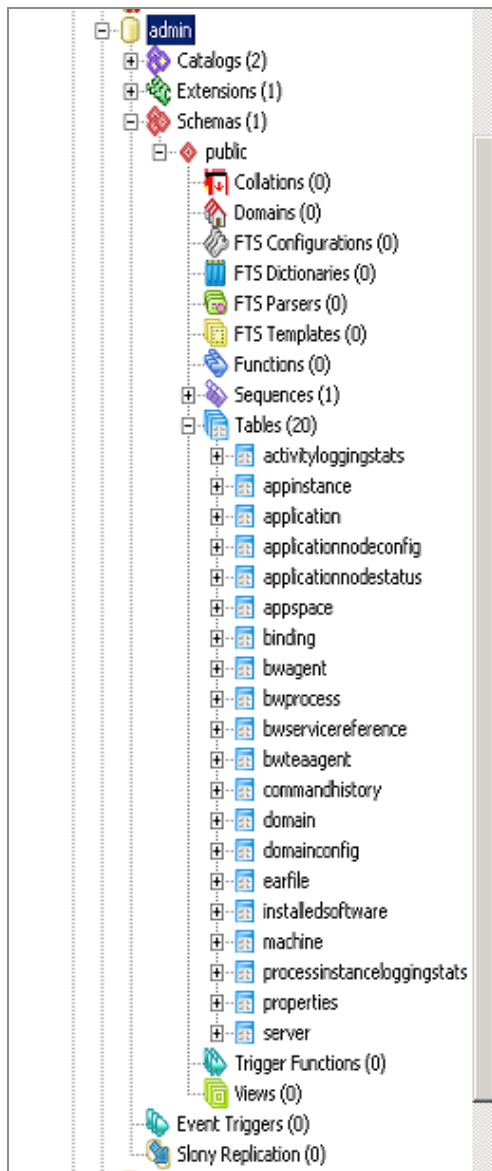 admin
Catalogs (2)
Extensions (1)
Schemas (1)
public
Collations (0)
Domains (0)
FTS Configurations (0)
FTS Dictionaries (0)
FTS Parsers (0)
FTS Templates (0)
Functions (0)
Sequences (1)
Tables (20)
activityloggingstats
appinstance
application
applicationnodeconfig
applicationnodestatus
appspace
binding
bwagent
bwprocess
bwservicereference
bwteaagent
commandhistory
domain
domainconfig
earfile
installedsoftware
machine
processinstanceloggingstats
properties
server
Trigger Functions (0)
Views (0)
Event Triggers (0)
Slony Replication (0)